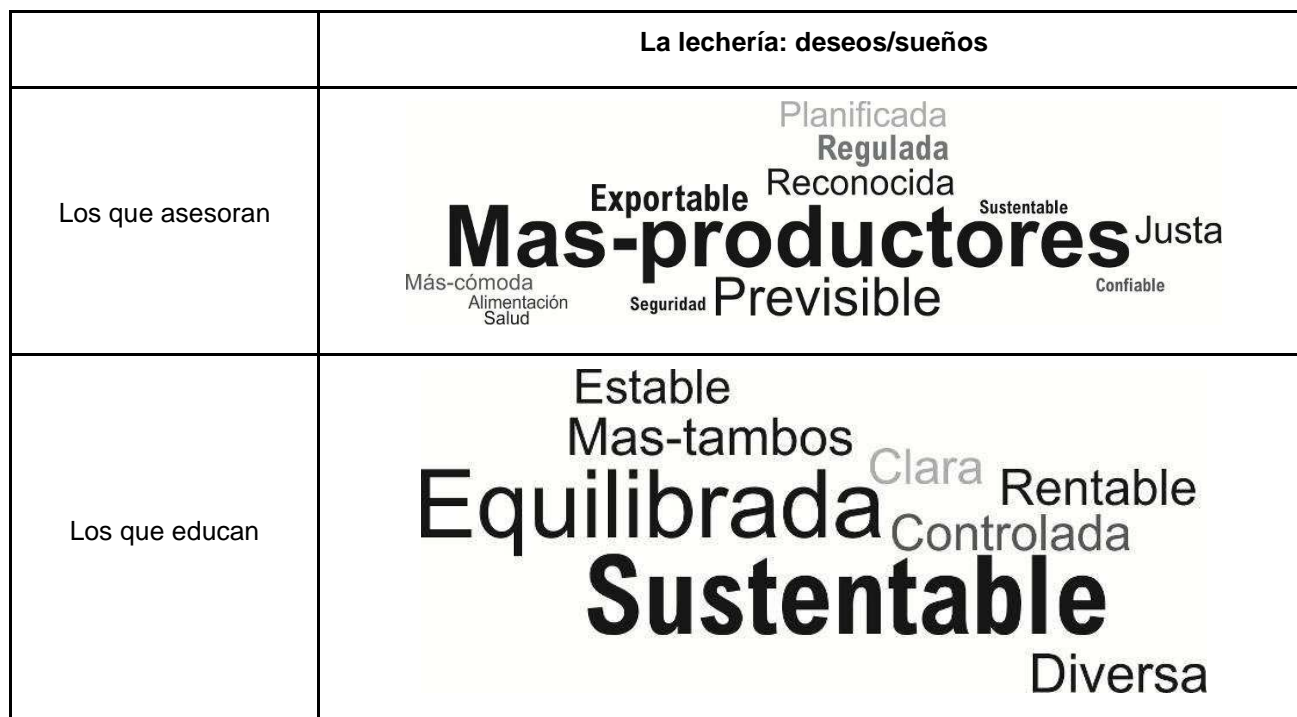 La lechería: deseos/sueños
Los que asesoran
Planificada
Regulada
Reconocida
Exportable
Sustentable
Mas-productores
Justa
Más-cómoda
Confiable
Alimentación
Seguridad
Previsible
Salud
Los que educan
Estable
Mas-tambos
Clara
Rentable
Equilibrada
Controlada
Sustentable
Diversa